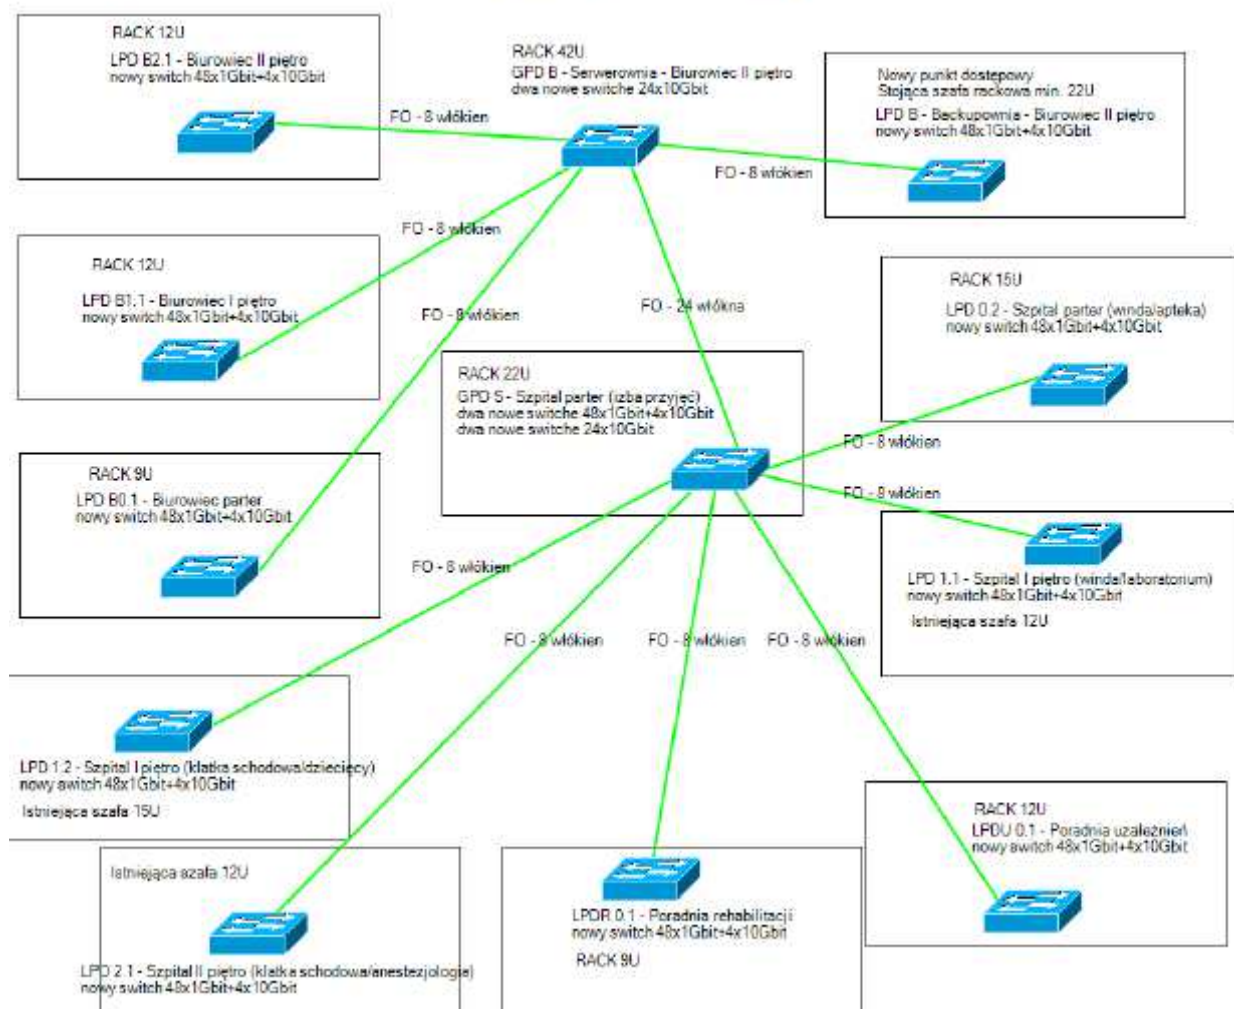 RACK 12U
LPD B2.1 - Biurowiec II piętro
nowy switch 48x1Gbit+4x10Gbit
FO - 8 włókien
RACK 42U
GPD B - Serwerownia - Biurowiec II piętro
dwa nowe switche 24x10Gbit
Nowy punkt dostępowy
Stojąca szafa rackowa min. 22U
LPD B - Backupownia - Biurowiec II piętro
nowy switch 48x1Gbit+4x10Gbit
FO - 8 włókien
FO - 8 włókien
RACK 12U
LPD B1.1 - Biurowiec I piętro
nowy switch 48x1Gbit+4x10Gbit
FO - 8 włókien
FO - 24 włókna
RACK 15U
LPD 0.2 - Szpital parter (winda/apteka)
nowy switch 48x1Gbit+4x10Gbit
RACK 22U
GPD S - Szpital parter (izba przyjęć)
dwa nowe switche 48x1Gbit+4x10Gbit
dwa nowe switche 24x10Gbit
FO - 8 włókien
RACK 9U
LPD B0.1 - Biurowiec parter
nowy switch 48x1Gbit+4x10Gbit
FO - 8 włókien
LPD 1.1 - Szpital I piętro (winda/laboratorium)
nowy switch 48x1Gbit+4x10Gbit
Istniejąca szafa 12U
FO - 8 włókien
FO - 8 włókien
FO - 8 włókien
FO - 8 włókien
LPD 1.2 - Szpital I piętro (klatka schodowa/dziecięcy)
nowy switch 48x1Gbit+4x10Gbit
Istniejąca szafa 15U
RACK 12U
LPDU 0.1 - Poradnia uzależnień
nowy switch 48x1Gbit+4x10Gbit
Istniejąca szafa 12U
LPD 2.1 - Szpital II piętro (klatka schodowa/anestezjologia)
nowy switch 48x1Gbit+4x10Gbit
LPDR 0.1 - Poradnia rehabilitacji
nowy switch 48x1Gbit+4x10Gbit
RACK 9U